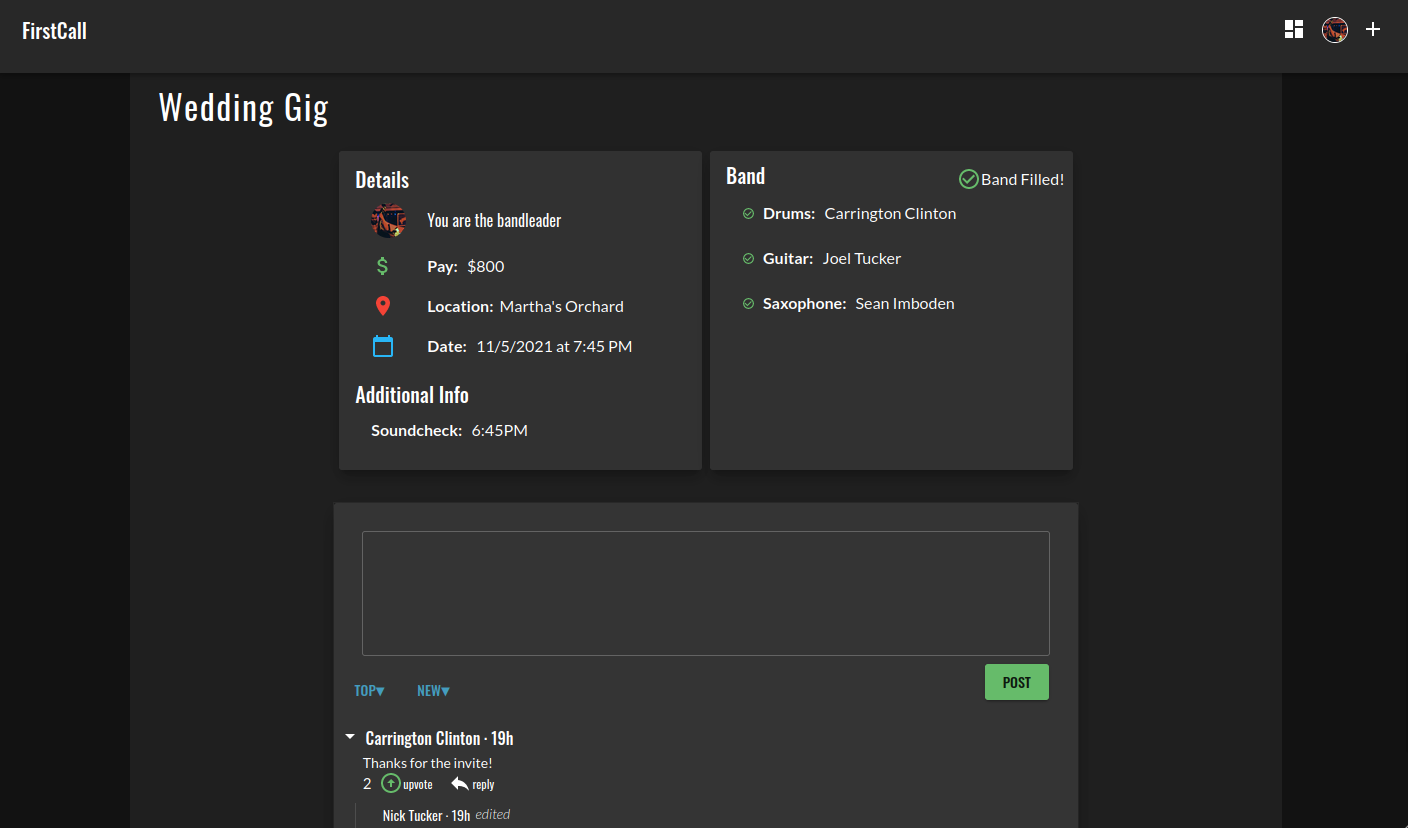 FirstCall
Wedding Gig
Details
You are the bandleader
Pay: $800
Location: Martha's Orchard
Date: 11/5/2021 at 7:45 PM
Additional Info
Soundcheck: 6:45PM
Band
Band Filled!
Drums: Carrington Clinton
Guitar: Joel Tucker
Saxophone: Sean Imboden
POST
TOP▾ NEW▾
Carrington Clinton · 19h
Thanks for the invite!
2 upvote reply
Nick Tucker · 19h edited